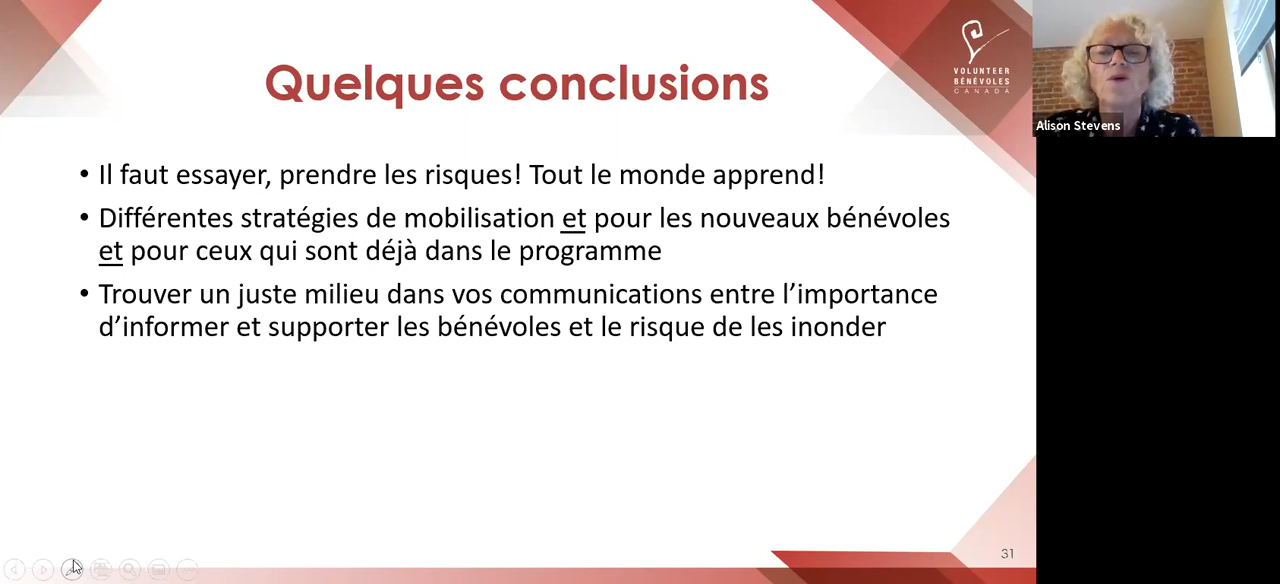 Quelques conclusions
VOLUNTEER
BÉNÉVOLES
CANADA
Alison Stevens
• Il faut essayer, prendre les risques! Tout le monde apprend!
• Différentes stratégies de mobilisation et pour les nouveaux bénévoles
et pour ceux qui sont déjà dans le programme
• Trouver un juste milieu dans vos communications entre l’importance
d’informer et supporter les bénévoles et le risque de les inonder
31